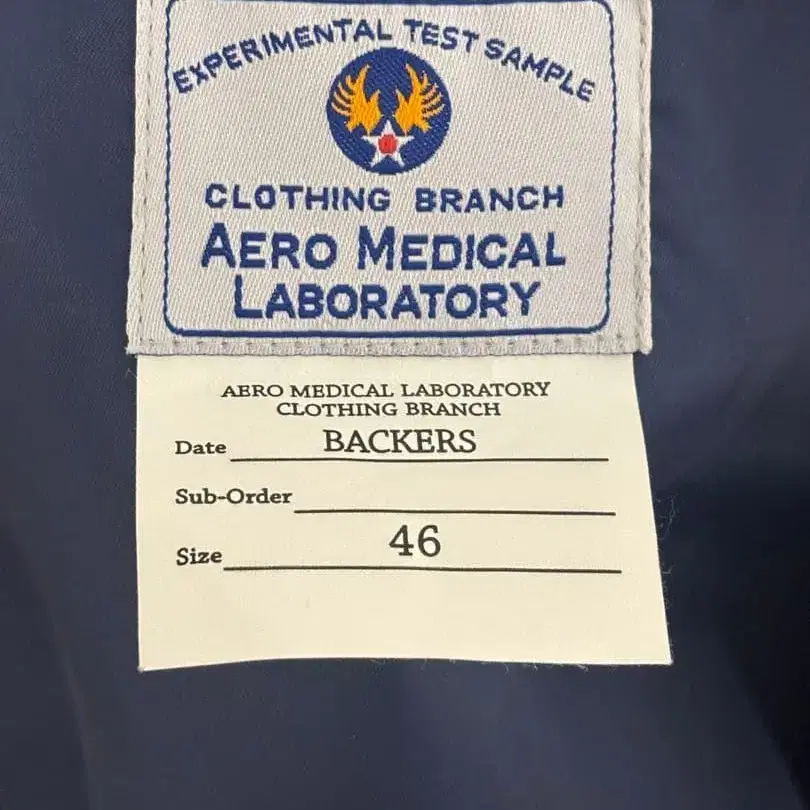 EXPERIMENTAL TEST SAMPLE
CLOTHING BRANCH
AERO MEDICAL
LABORATORY
AERO MEDICAL LABORATORY
CLOTHING BRANCH
Date BACKERS
Sub-Order
Size 46